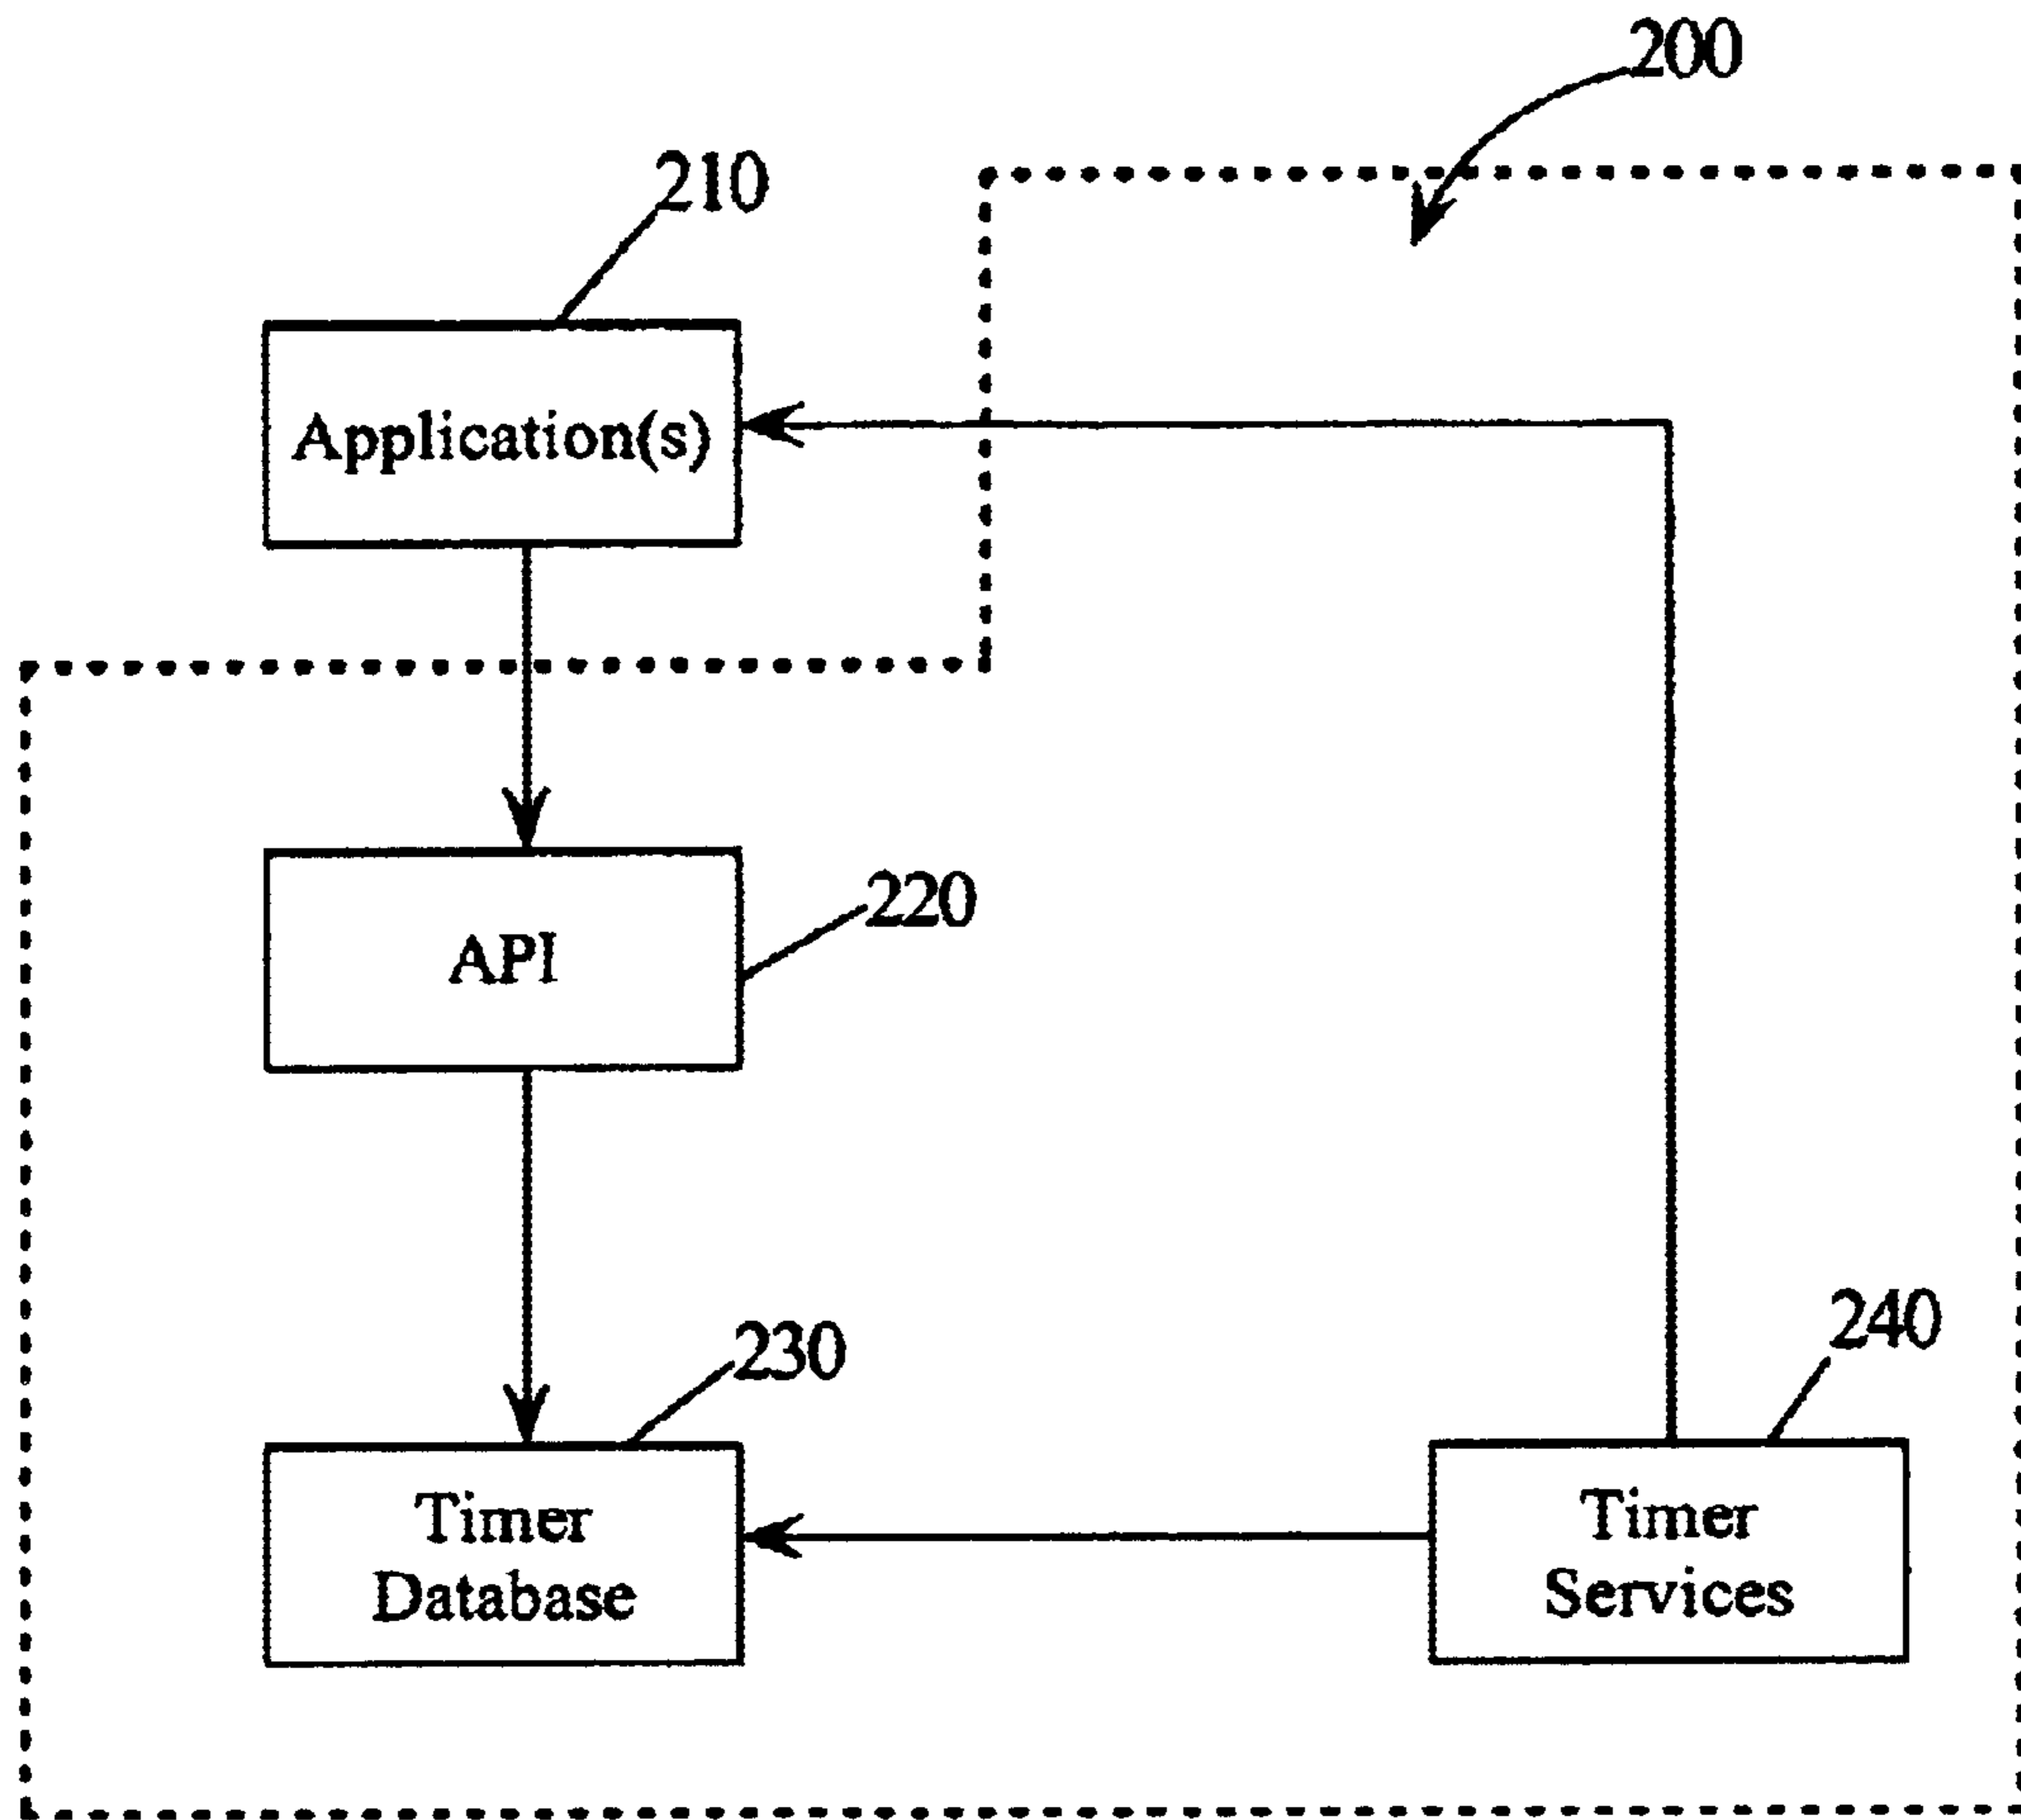 200
210
Application(s)
API
220
230
240
Timer
Database
Timer
Services